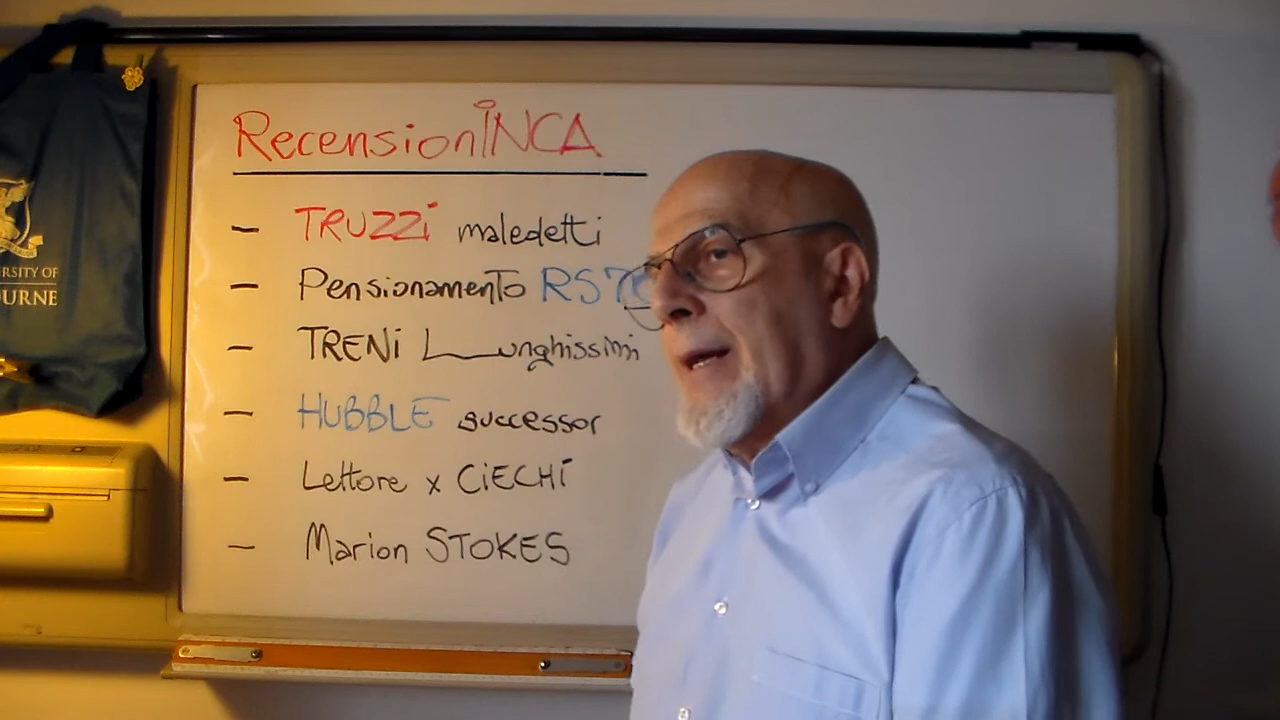 RecensionINCA
- TRUZZi maledetti
- Pensionamento
- TRENi Lunghissimi
- HUBBLE successor
- Lettore x CiECHi
- Marion STOKES